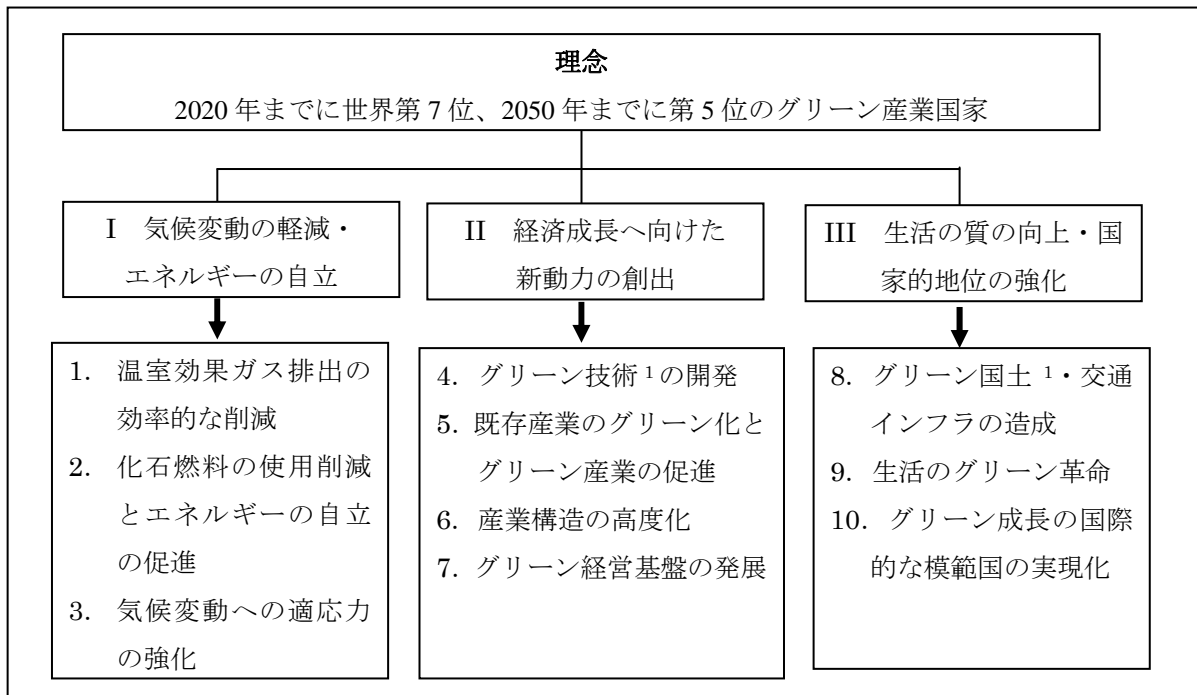 理念
2020 年までに世界第 7 位、2050 年までに第 5 位のグリーン産業国家
I 気候変動の軽減・
エネルギーの自立
II 経済成長へ向けた
新動力の創出
III 生活の質の向上・国
家的地位の強化
1. 温室効果ガス排出の
効率的な削減
2. 化石燃料の使用削減
とエネルギーの自立
の促進
3. 気候変動への適応力
の強化
4. グリーン技術 1 の開発
5. 既存産業のグリーン化と
グリーン産業の促進
6. 産業構造の高度化
7. グリーン経営基盤の発展
8. グリーン国土 1・交通
インフラの造成
9. 生活のグリーン革命
10. グリーン成長の国際
的な模範国の実現化